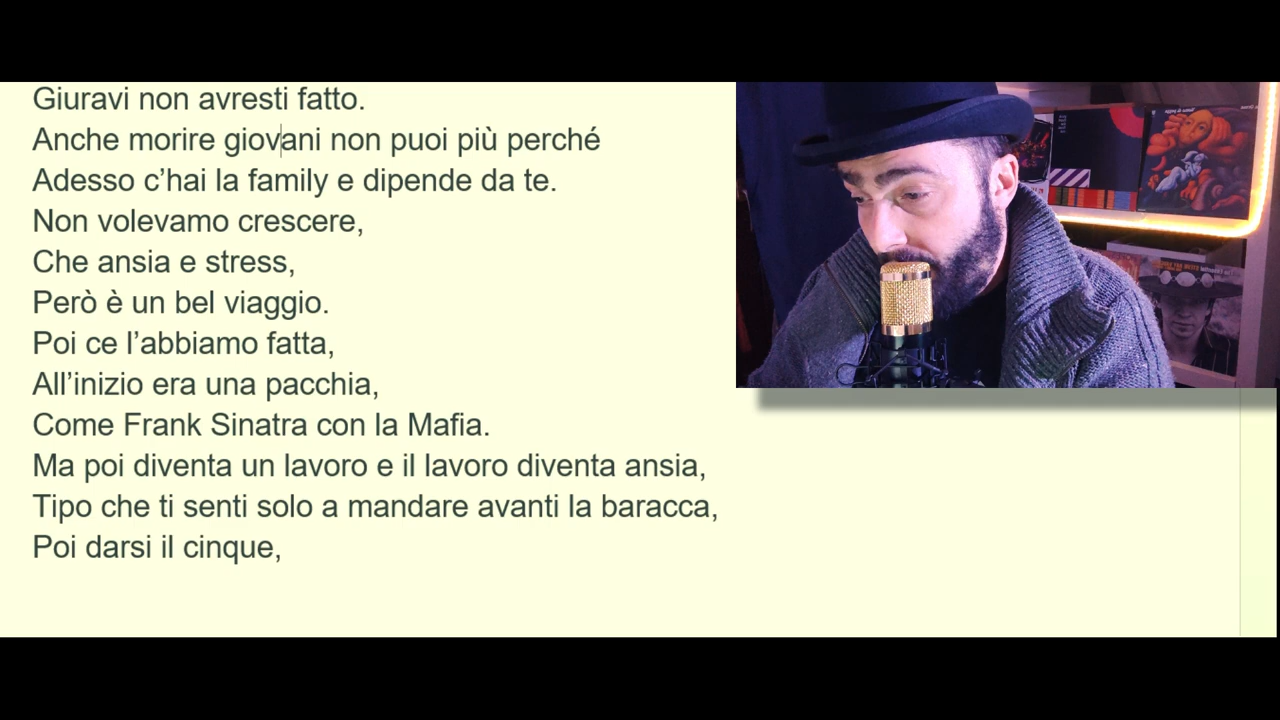 Giuravi non avresti fatto.
Anche morire giovani non puoi più perché
Adesso c’hai la family e dipende da te.
Non volevamo crescere,
Che ansia e stress,
Però è un bel viaggio.
Poi ce l’abbiamo fatta,
All’inizio era una pacchia,
Come Frank Sinatra con la Mafia.
Ma poi diventa un lavoro e il lavoro diventa ansia,
Tipo che ti senti solo a mandare avanti la baracca,
Poi darsi il cinque,